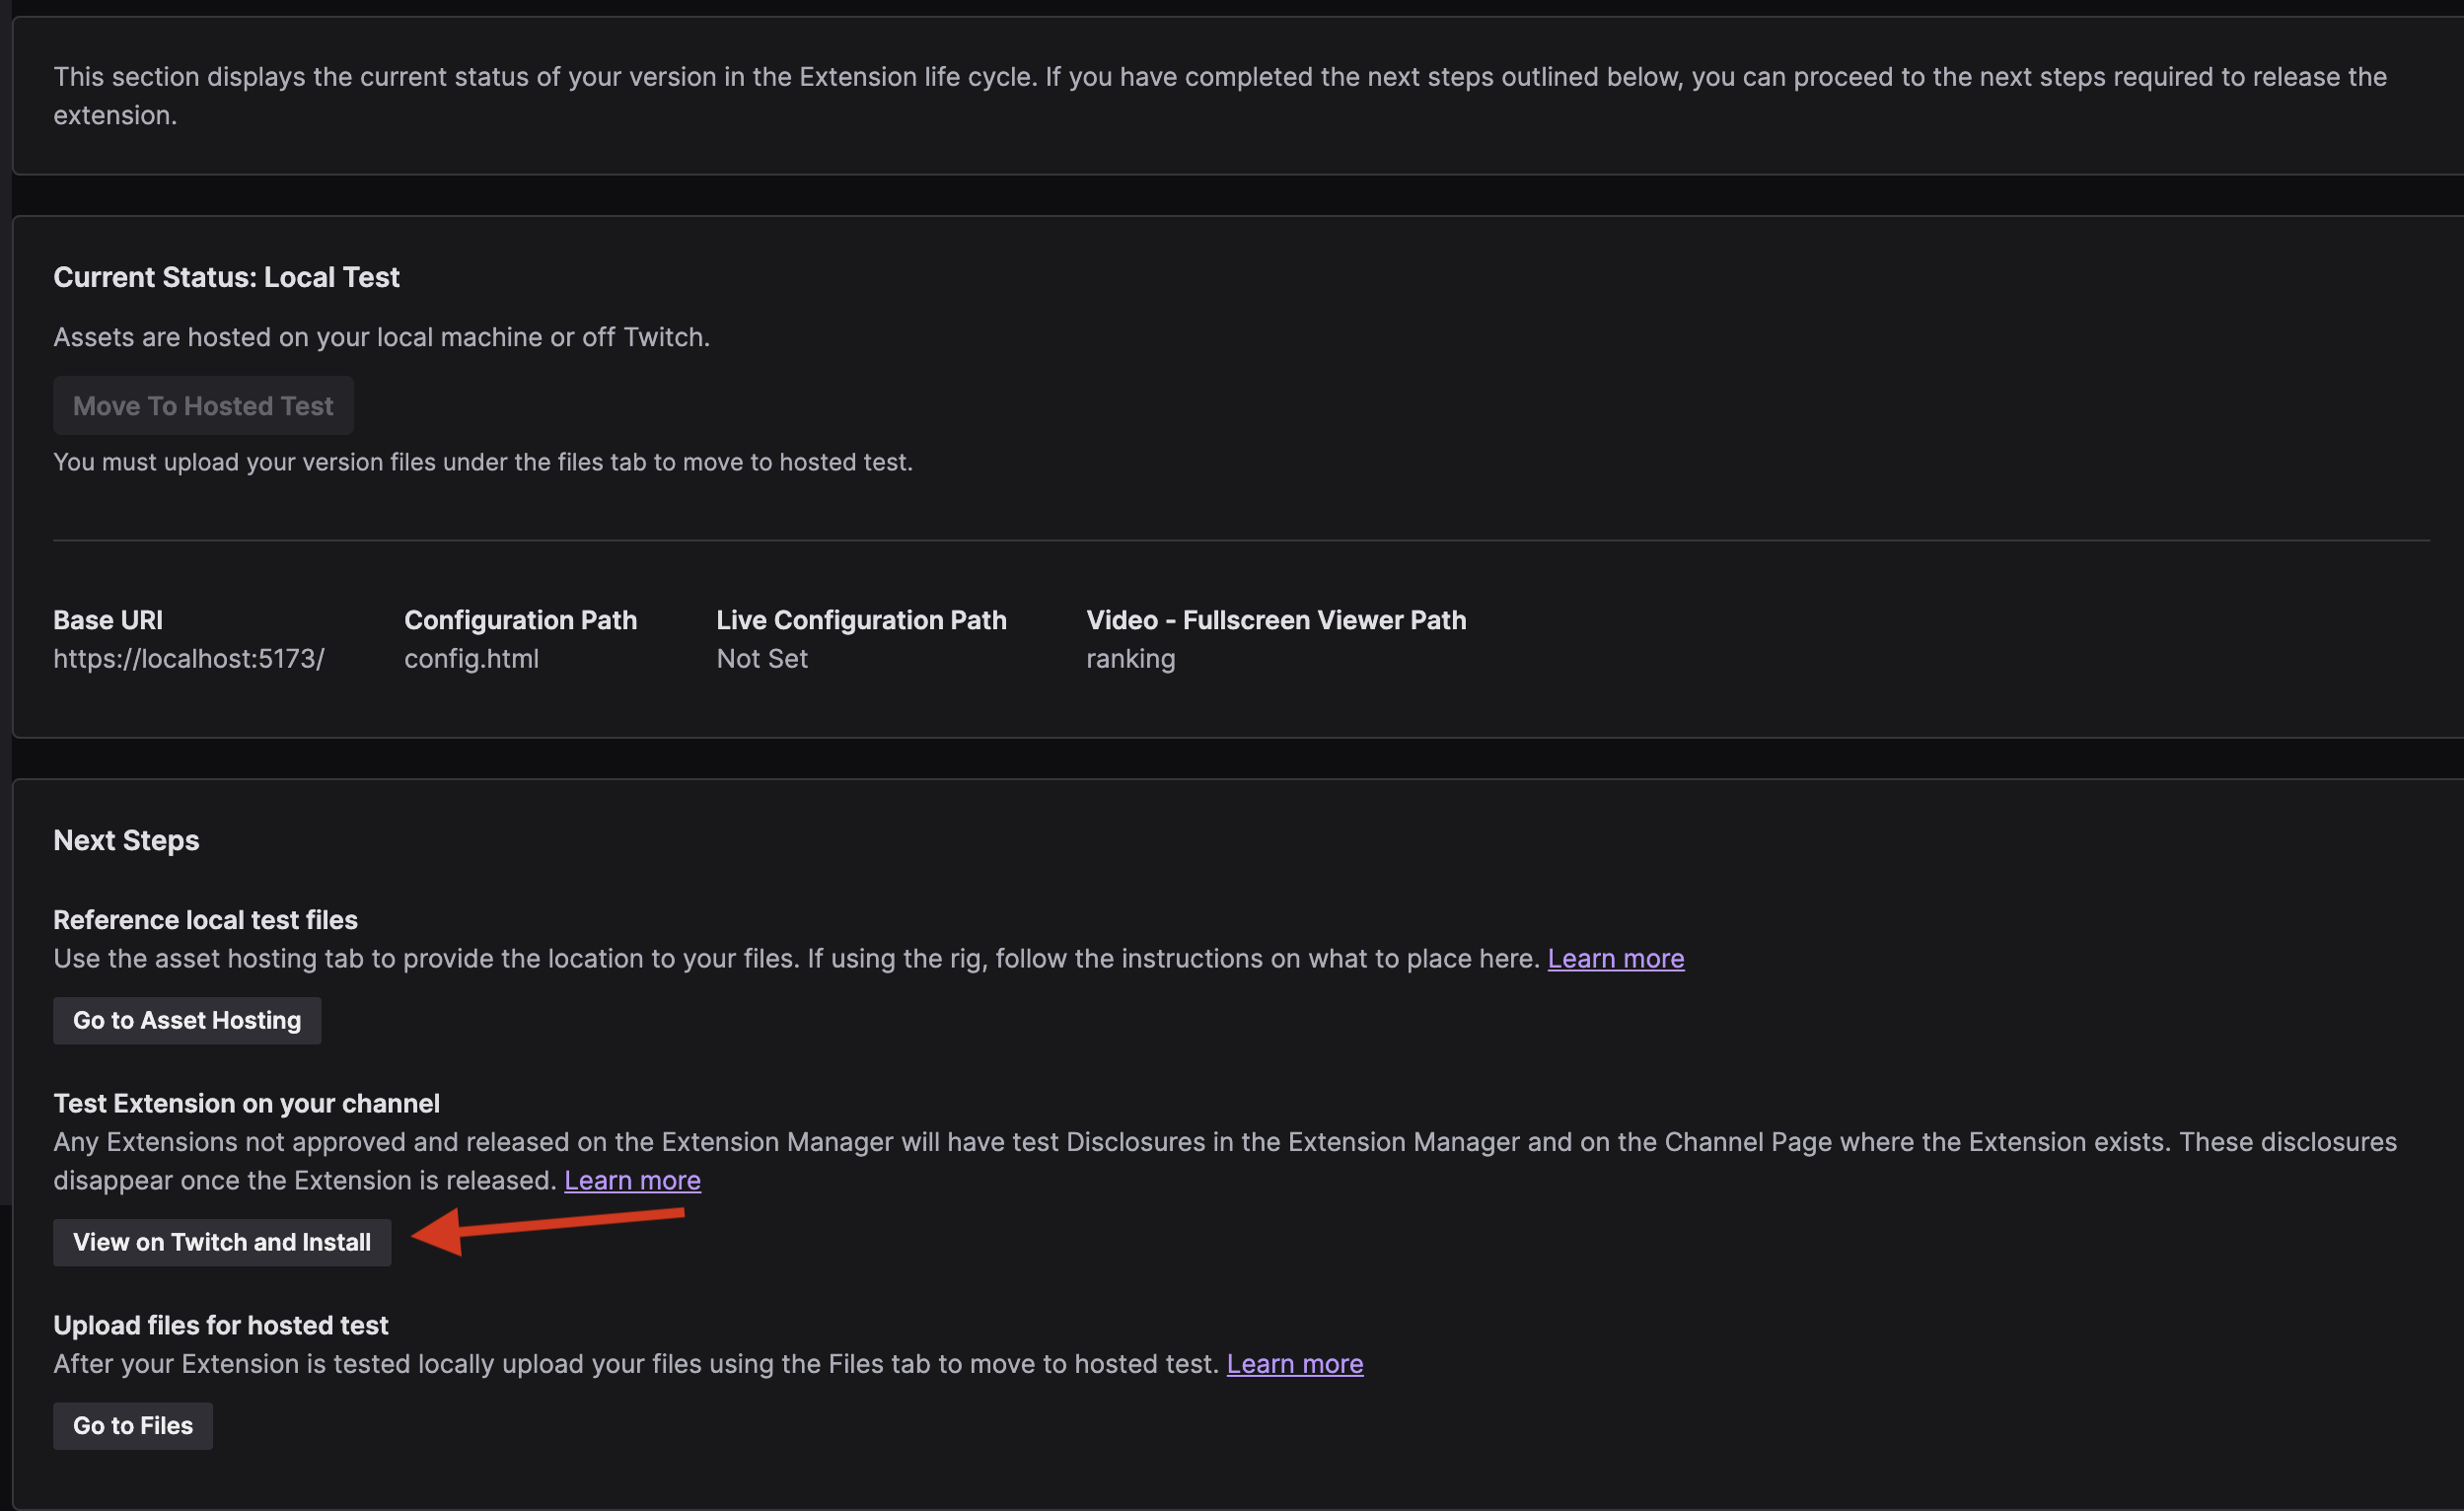 This section displays the current status of your version in the Extension life cycle. If you have completed the next steps outlined below, you can proceed to the next steps required to release the
extension.
Current Status: Local Test
Assets are hosted on your local machine or off Twitch.
Move To Hosted Test
You must upload your version files under the files tab to move to hosted test.
Base URI
https://localhost:5173/
Configuration Path
config.html
Live Configuration Path
Not Set
Video - Fullscreen Viewer Path
ranking
Next Steps
Reference local test files
Use the asset hosting tab to provide the location to your files. If using the rig, follow the instructions on what to place here. Learn more
Go to Asset Hosting
Test Extension on your channel
Any Extensions not approved and released on the Extension Manager will have test Disclosures in the Extension Manager and on the Channel Page where the Extension exists. These disclosures
disappear once the Extension is released. Learn more
View on Twitch and Install
Upload files for hosted test
After your Extension is tested locally upload your files using the Files tab to move to hosted test. Learn more
Go to Files